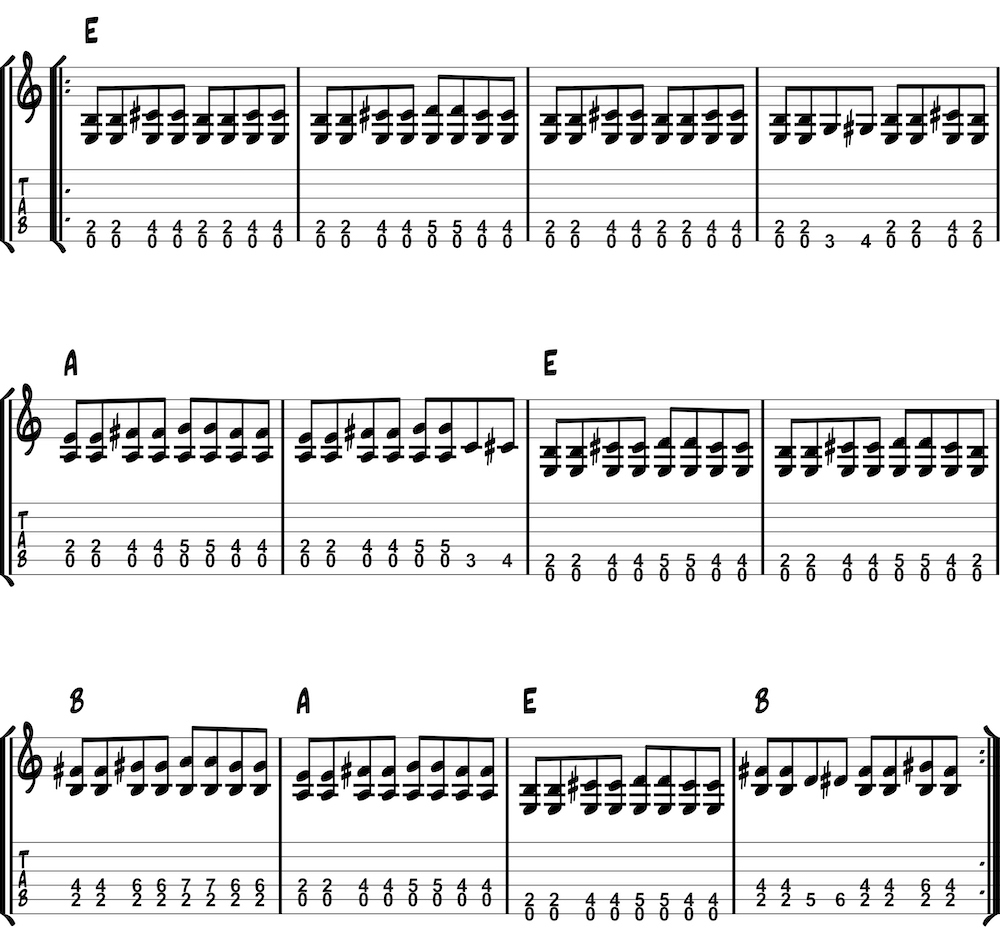 E
T 2 2 4 4 2 2 4 4 2 2 4 4 5 5 4 4 2 2 4 4 2 2 4 4 2 2 2 2 4 2
A
B 0 0 0 0 0 0 0 0 0 0 0 0 0 0 0 0 0 0 0 0 0 0 0 0 0 0 3 4 0 0 0 0
A E
T
A 2 2 4 4 5 5 4 4 2 2 4 4 5 5
B 0 0 0 0 0 0 0 0 0 0 0 0 0 0 3 4 2 2 4 4 5 5 4 4 2 2 4 4 5 5 4 2
0 0 0 0 0 0 0 0 0 0 0 0 0 0 0 0
B A E B
T
A 4 4 6 6 7 7 6 6 2 2 4 4 5 5 4 4 4 4 4 4 6 4
B 2 2 2 2 2 2 2 2 0 0 0 0 0 0 0 0 2 2 4 4 5 5 4 4 2 2 5 6 2 2 2 2
0 0 0 0 0 0 0 0